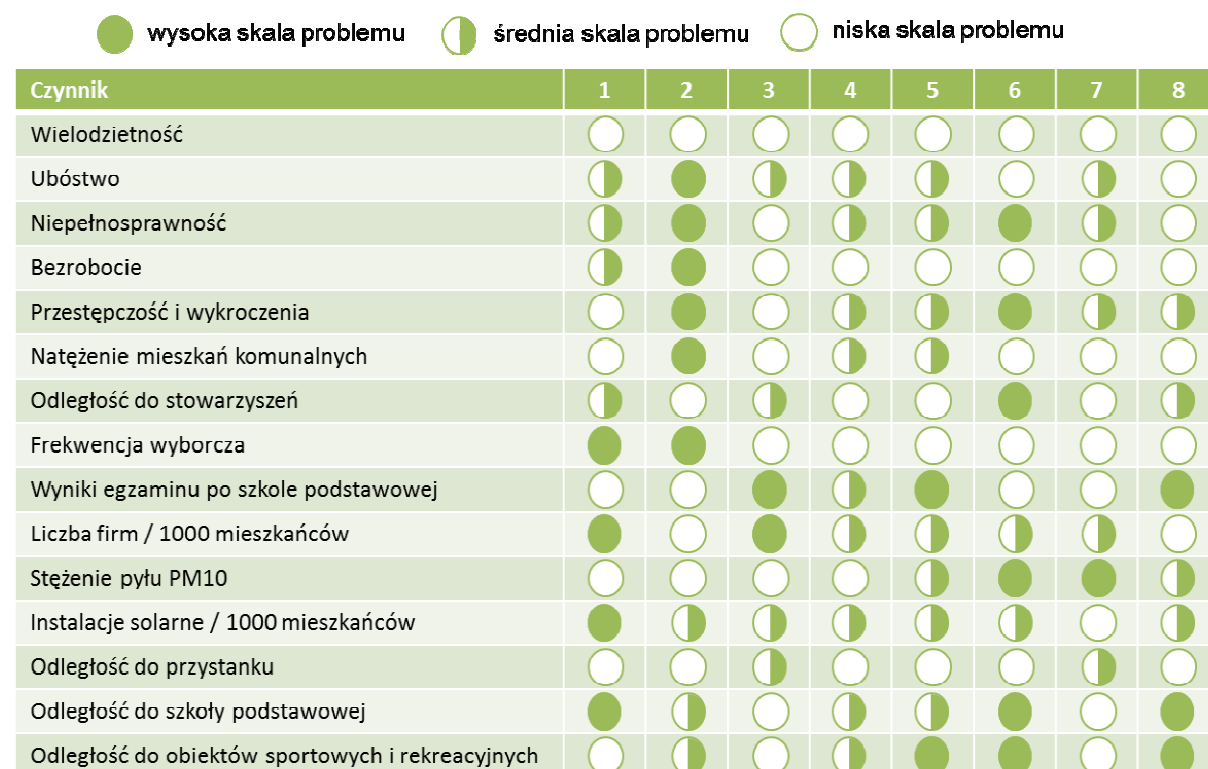 wysoka skala problemu średnia skala problemu niska skala problemu
Czynnik 1 2 3 4 5 6 7 8
Wielodzietność
Ubóstwo
Niepełnosprawność
Bezrobocie
Przestępczość i wykroczenia
Natężenie mieszkań komunalnych
Odległość do stowarzyszeń
Frekwencja wyborcza
Wyniki egzaminu po szkole podstawowej
Liczba firm / 1000 mieszkańców
Stężenie pyłu PM10
Instalacje solarne / 1000 mieszkańców
Odległość do przystanku
Odległość do szkoły podstawowej
Odległość do obiektów sportowych i rekreacyjnych